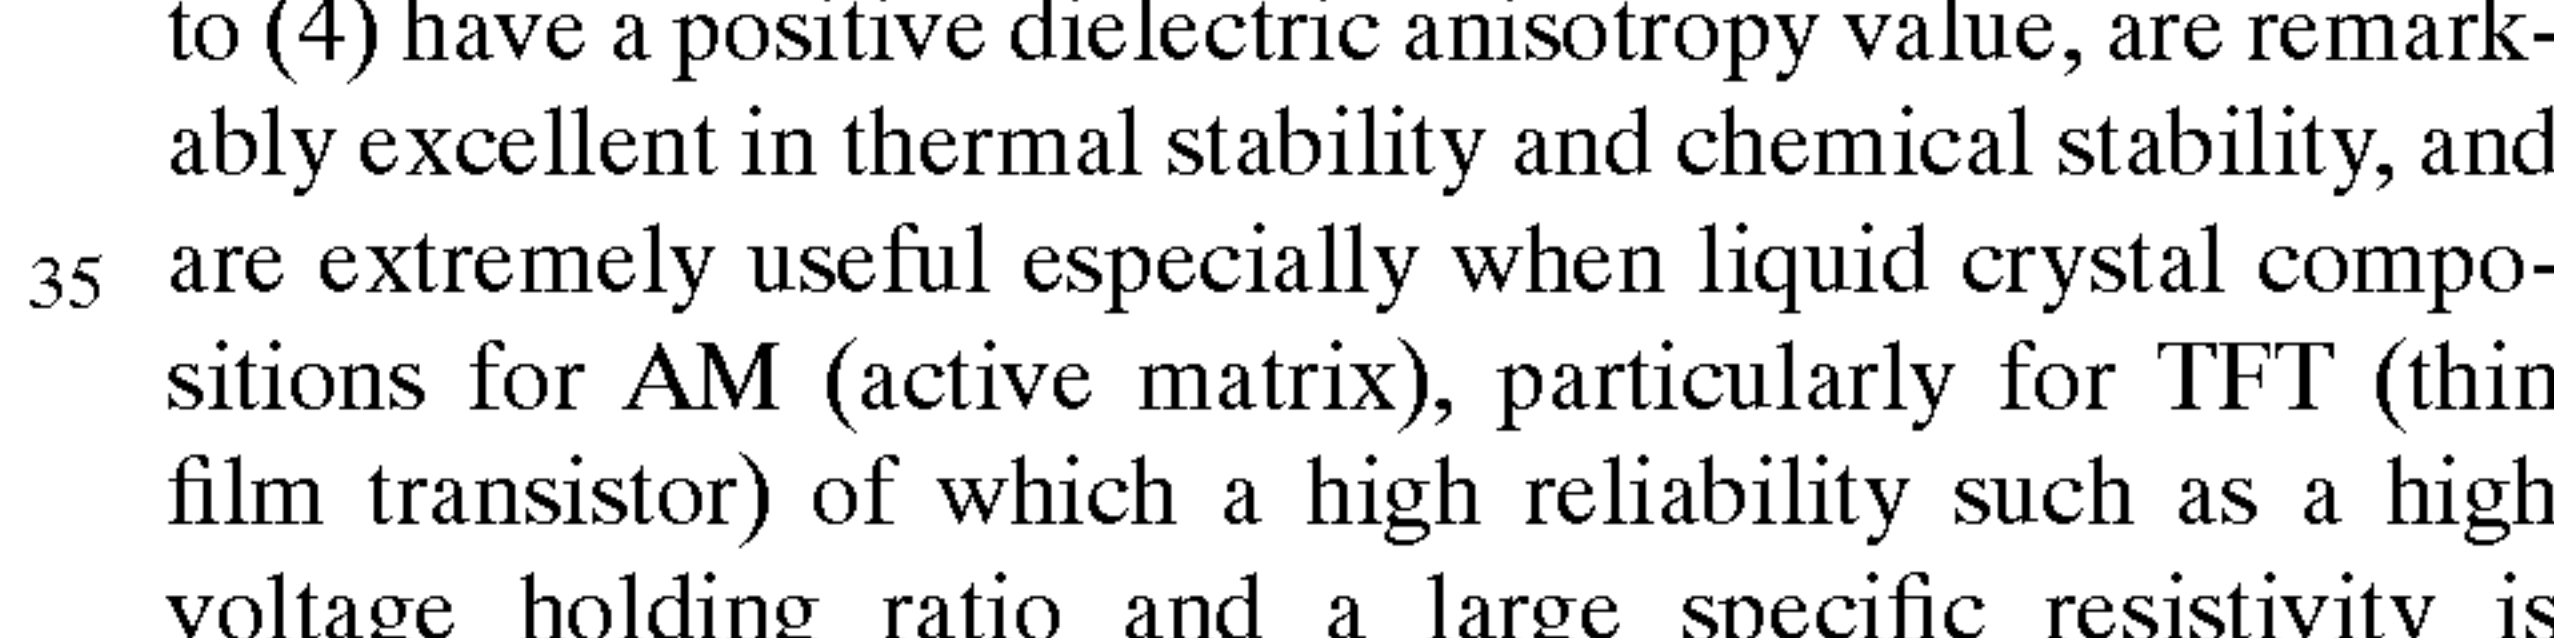 to (4) have a positive dielectric anisotropy value, are remark-
ably excellent in thermal stability and chemical stability, and
35 are extremely useful especially when liquid crystal compo-
sitions for AM (active matrix), particularly for TFT (thin
film transistor) of which a high reliability such as a high
voltage holding ratio and a large specific resistivity is